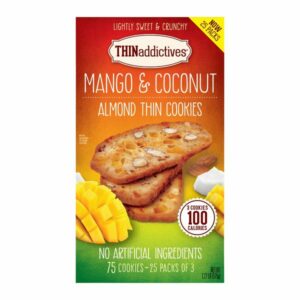 LIGHTLY SWEET & CRUNCHY
NOW
25 PACKS
THINaddictives
MANGO & COCONUT
ALMOND THIN COOKIES
3 COOKIES
100
CALORIES
NO ARTIFICIAL INGREDIENTS
75 COOKIES - 25 PACKS OF 3